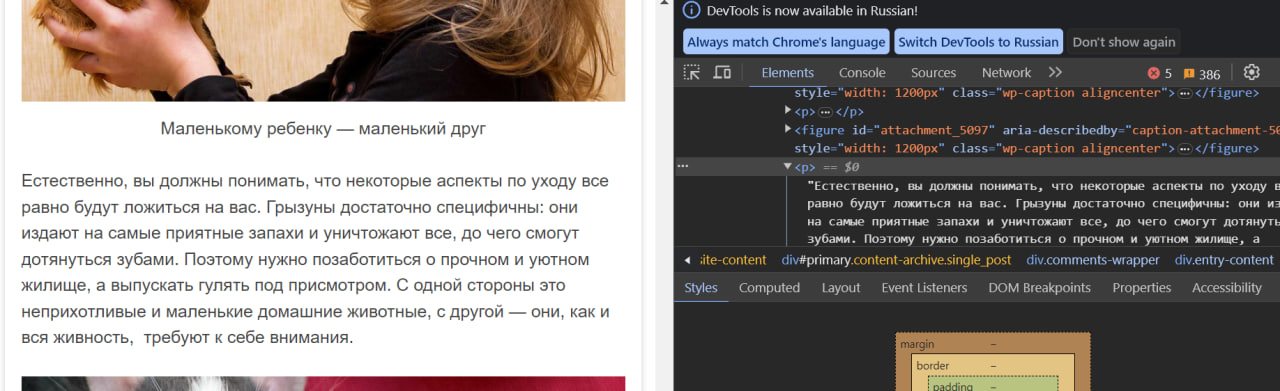 Маленькому ребенку — маленький друг
Естественно, вы должны понимать, что некоторые аспекты по уходу все
равно будут ложиться на вас. Грызуны достаточно специфичны: они
издают на самые приятные запахи и уничтожают все, до чего смогут
дотянуться зубами. Поэтому нужно позаботиться о прочном и уютном
жилище, а выпускать гулять под присмотром. С одной стороны это
неприхотливые и маленькие домашние животные, с другой — они, как и
вся живность,  требуют к себе внимания.
DevTools is now available in Russian!
Always match Chrome's language Switch DevTools to Russian Don't show again
Elements Console Sources Network 5 386
style="width: 1200px" class="wp-caption aligncenter"> … </figure>
<p> … </p>
<figure id="attachment_5097" aria-describedby="caption-attachment-50
style="width: 1200px" class="wp-caption aligncenter"> … </figure>
… <p> == $0
"Естественно, вы должны понимать, что некоторые аспекты по уходу в
равно будут ложиться на вас. Грызуны достаточно специфичны: они из
на самые приятные запахи и уничтожают все, до чего смогут дотянуть
зубами. Поэтому нужно позаботиться о прочном и уютном жилище, а
ite-content div#primary.content-archive.single_post div.comments-wrapper div.entry-content
Styles Computed Layout Event Listeners DOM Breakpoints Properties Accessibility
margin –
border –
padding –